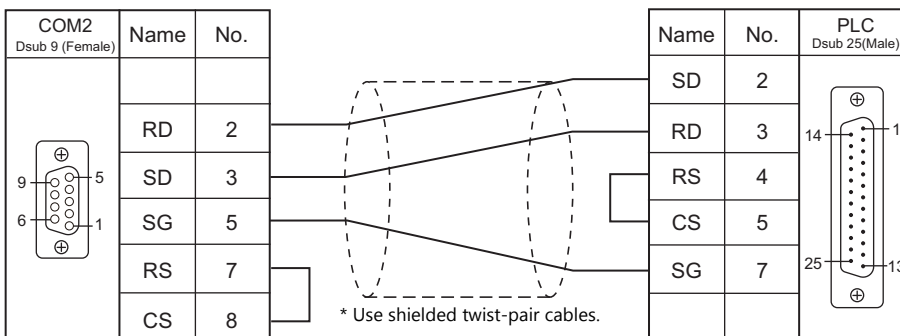 COM2
Dsub 9 (Female)
Name No.
RD 2
SD 3
SG 5
RS 7
CS 8
9
5
6
1
* Use shielded twist-pair cables.
Name No.
SD 2
RD 3
RS 4
CS 5
SG 7
PLC
Dsub 25(Male)
14
1
25
13